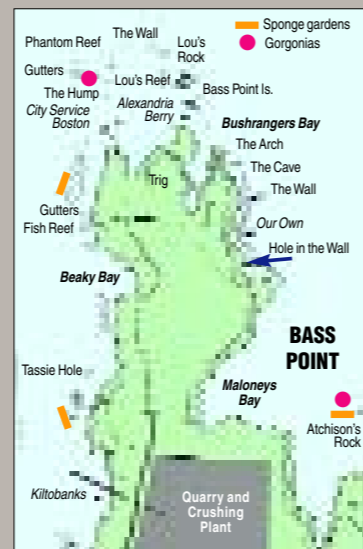 The Wall
Sponge gardens
Gorgonias
Phantom Reef
Lou's
Rock
Gutters
The Hump
Lou's Reef
City Service
Boston
Alexandria
Berry
Bass Point Is.
Bushrangers Bay
The Arch
The Cave
Trig
The Wall
Gutters
Fish Reef
Our Own
Hole in the Wall
Beaky Bay
BASS
POINT
Tassie Hole
Maloneys
Bay
Atchison's
Rock
Kiltobanks
Quarry and
Crushing
Plant